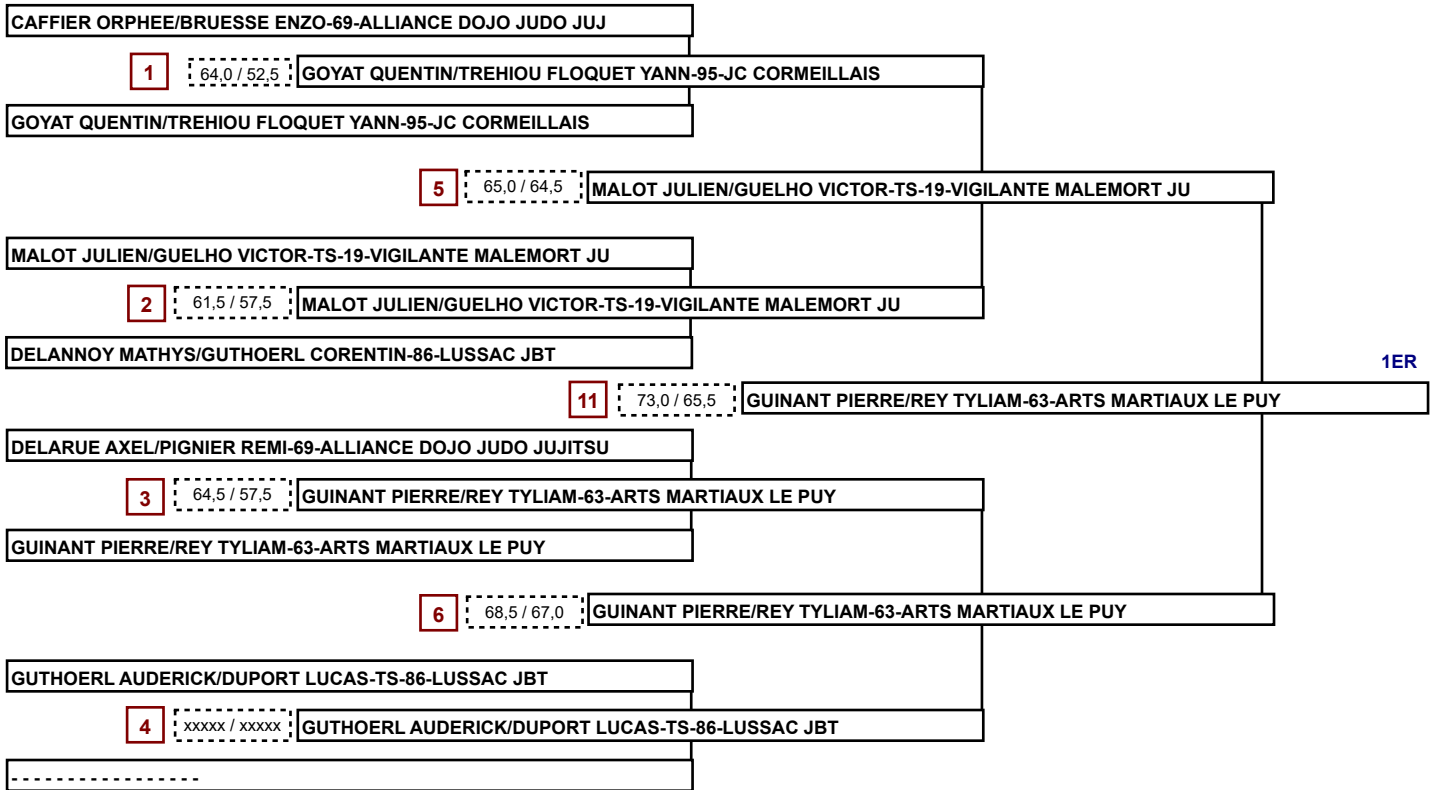 CAFFIER ORPHEE/BRUESSE ENZO-69-ALLIANCE DOJO JUDO JUJ
1 64,0 / 52,5 GOYAT QUENTIN/TREHIOU FLOQUET YANN-95-JC CORMEILLAIS
GOYAT QUENTIN/TREHIOU FLOQUET YANN-95-JC CORMEILLAIS
5 65,0 / 64,5 MALOT JULIEN/GUELHO VICTOR-TS-19-VIGILANTE MALEMORT JU
MALOT JULIEN/GUELHO VICTOR-TS-19-VIGILANTE MALEMORT JU
2 61,5 / 57,5 MALOT JULIEN/GUELHO VICTOR-TS-19-VIGILANTE MALEMORT JU
DELANNOY MATHYS/GUTHOERL CORENTIN-86-LUSSAC JBT
1ER
11 73,0 / 65,5 GUINANT PIERRE/REY TYLIAM-63-ARTS MARTIAUX LE PUY
DELARUE AXEL/PIGNIER REMI-69-ALLIANCE DOJO JUDO JUJITSU
3 64,5 / 57,5 GUINANT PIERRE/REY TYLIAM-63-ARTS MARTIAUX LE PUY
GUINANT PIERRE/REY TYLIAM-63-ARTS MARTIAUX LE PUY
6 68,5 / 67,0 GUINANT PIERRE/REY TYLIAM-63-ARTS MARTIAUX LE PUY
GUTHOERL AUDERICK/DUPORT LUCAS-TS-86-LUSSAC JBT
4 xxxxx / xxxxx GUTHOERL AUDERICK/DUPORT LUCAS-TS-86-LUSSAC JBT
- - - - - - - - - - - - - - - - -